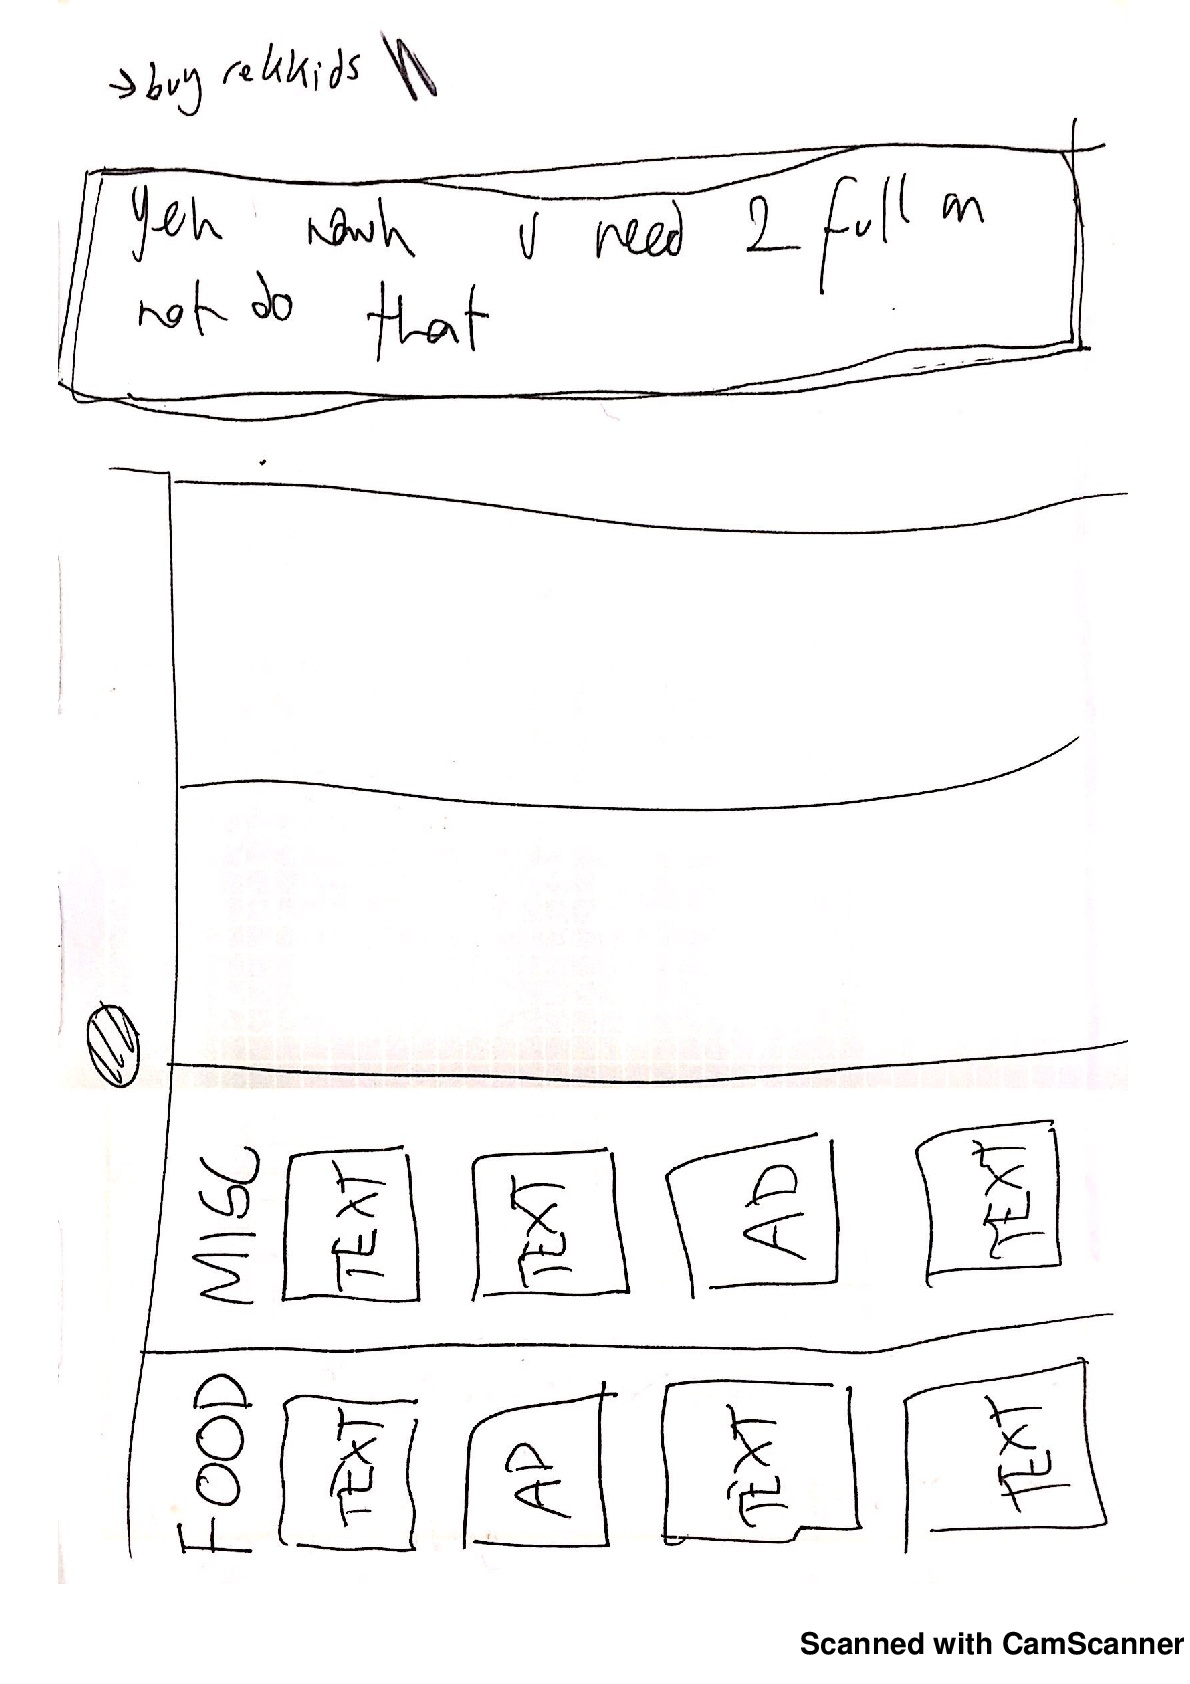 →buy rekkids
yeh nawh u need 2 full on
not do that
MISC
TEXT
TEXT
AD
TEXT
FOOD
TEXT
AD
TEXT
TEXT
Scanned with CamScanner